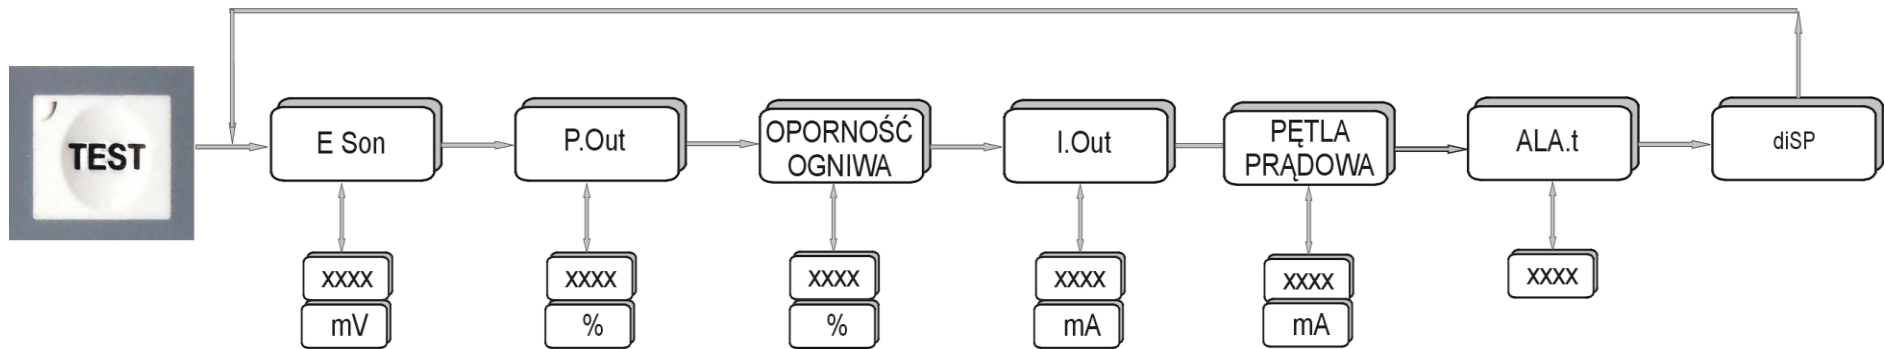 TEST
E Son
P.Out
OPORNOŚĆ
OGNIWA
I.Out
PĘTLA
PRĄDOWA
ALA.t
diSP
xxxx
mV
xxxx
%
xxxx
%
xxxx
mA
xxxx
mA
xxxx